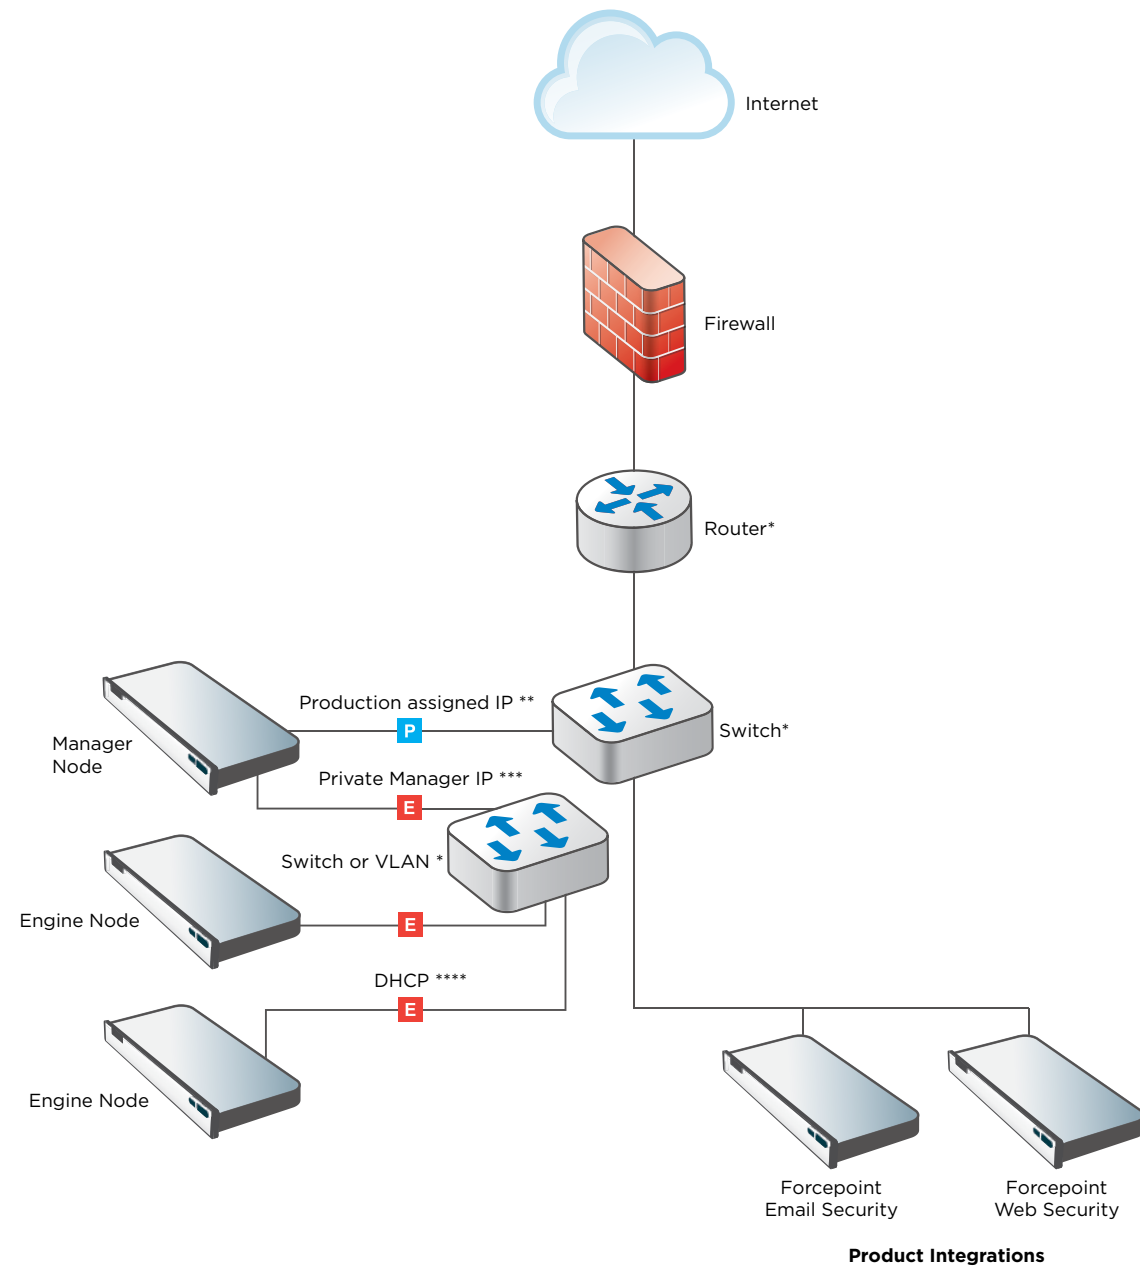 Internet
Firewall
Router*
Production assigned IP **
P
Switch*
Manager
Node
Private Manager IP ***
E
Switch or VLAN *
Engine Node
E
DHCP ****
E
Engine Node
Forcepoint
Email Security
Forcepoint
Web Security
Product Integrations